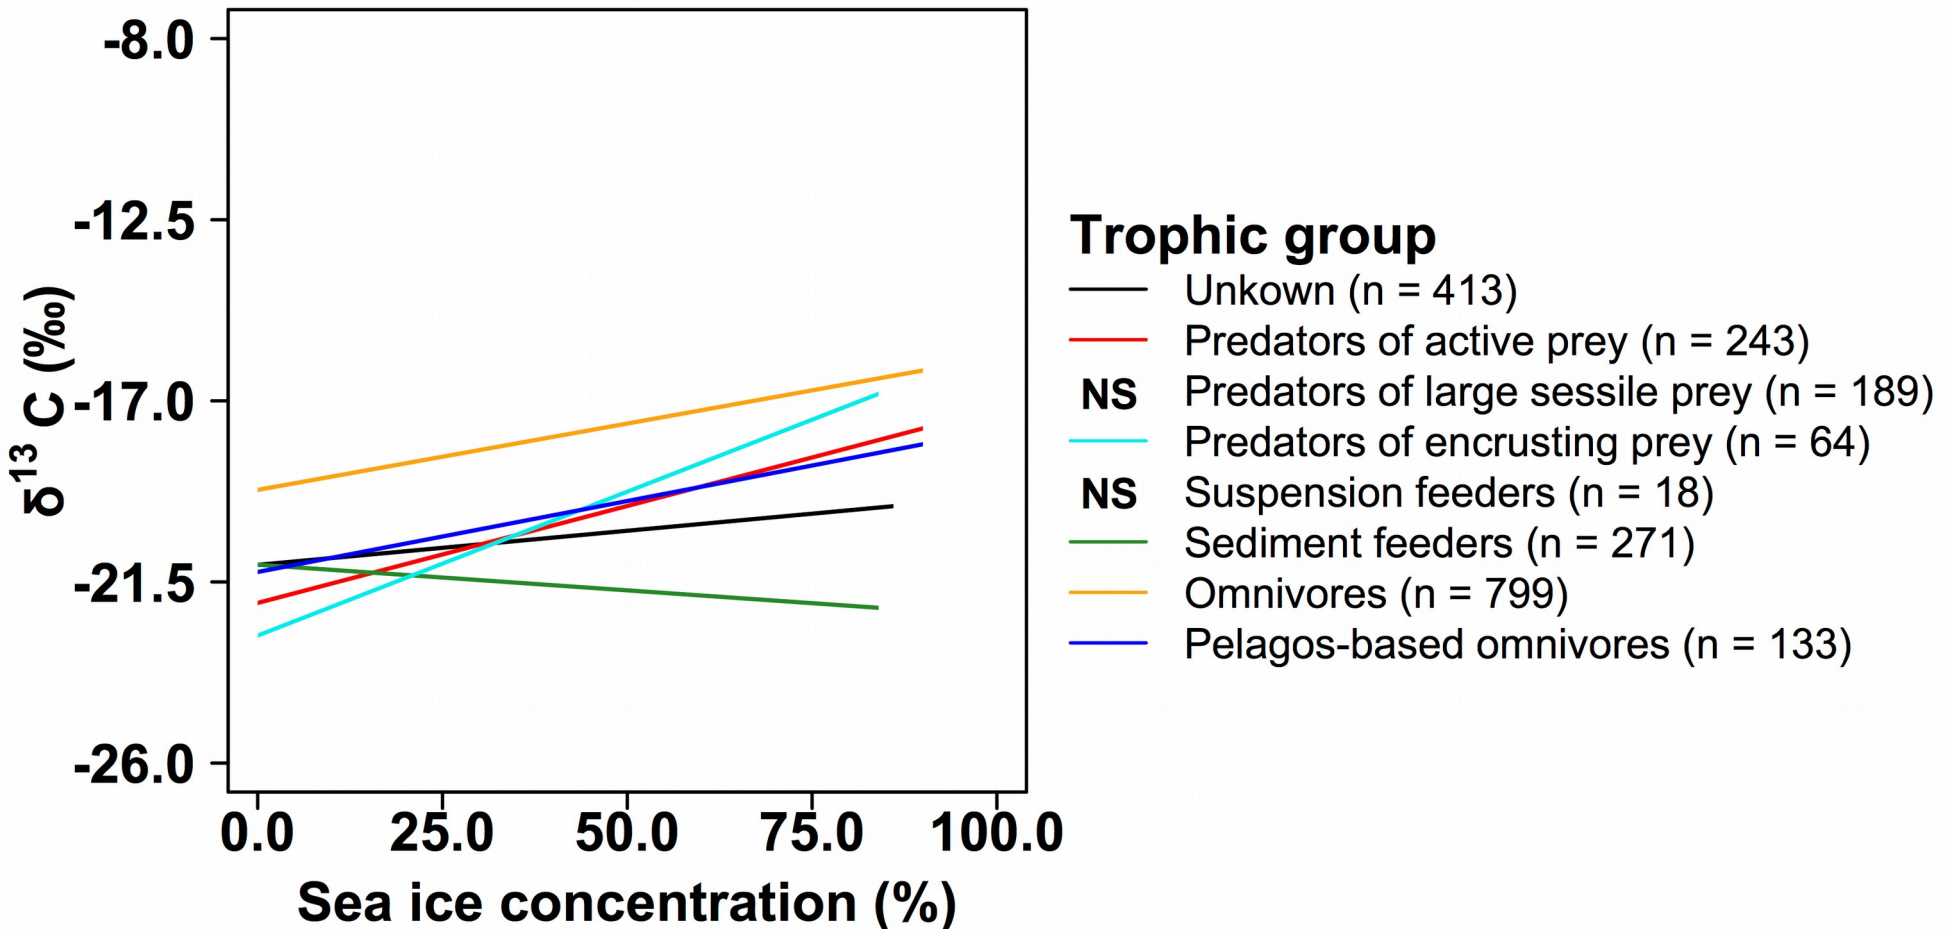 -8.0
-12.5
-17.0
-21.5
-26.0
δ13 C (‰)
0.0 25.0 50.0 75.0 100.0
Sea ice concentration (%)
Trophic group
Unkown (n = 413)
Predators of active prey (n = 243)
NS Predators of large sessile prey (n = 189)
Predators of encrusting prey (n = 64)
NS Suspension feeders (n = 18)
Sediment feeders (n = 271)
Omnivores (n = 799)
Pelagos-based omnivores (n = 133)